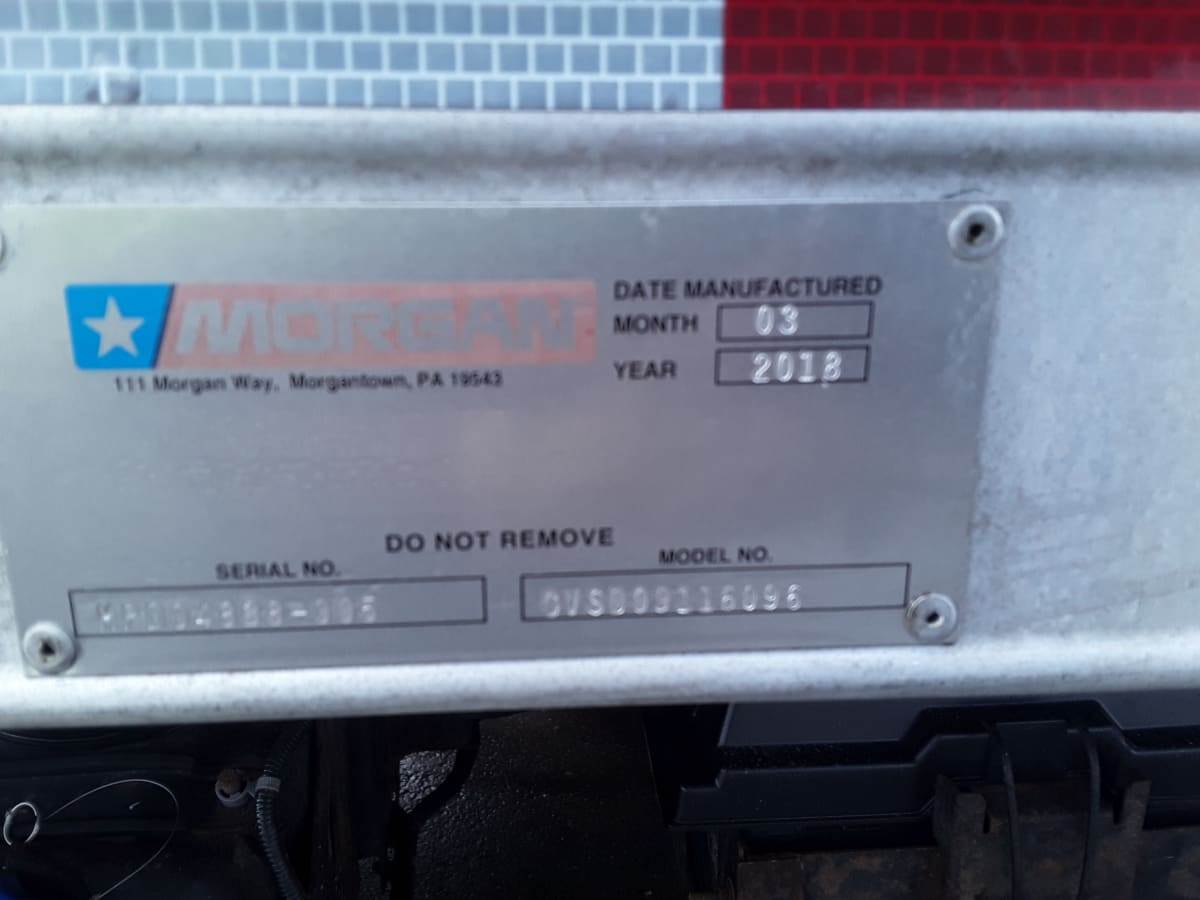 MORGAN
111 Morgan Way, Morgantown, PA 19543
DATE MANUFACTURED
MONTH 03
YEAR 2018
DO NOT REMOVE
SERIAL NO.
MODEL NO.
GVSD09116096